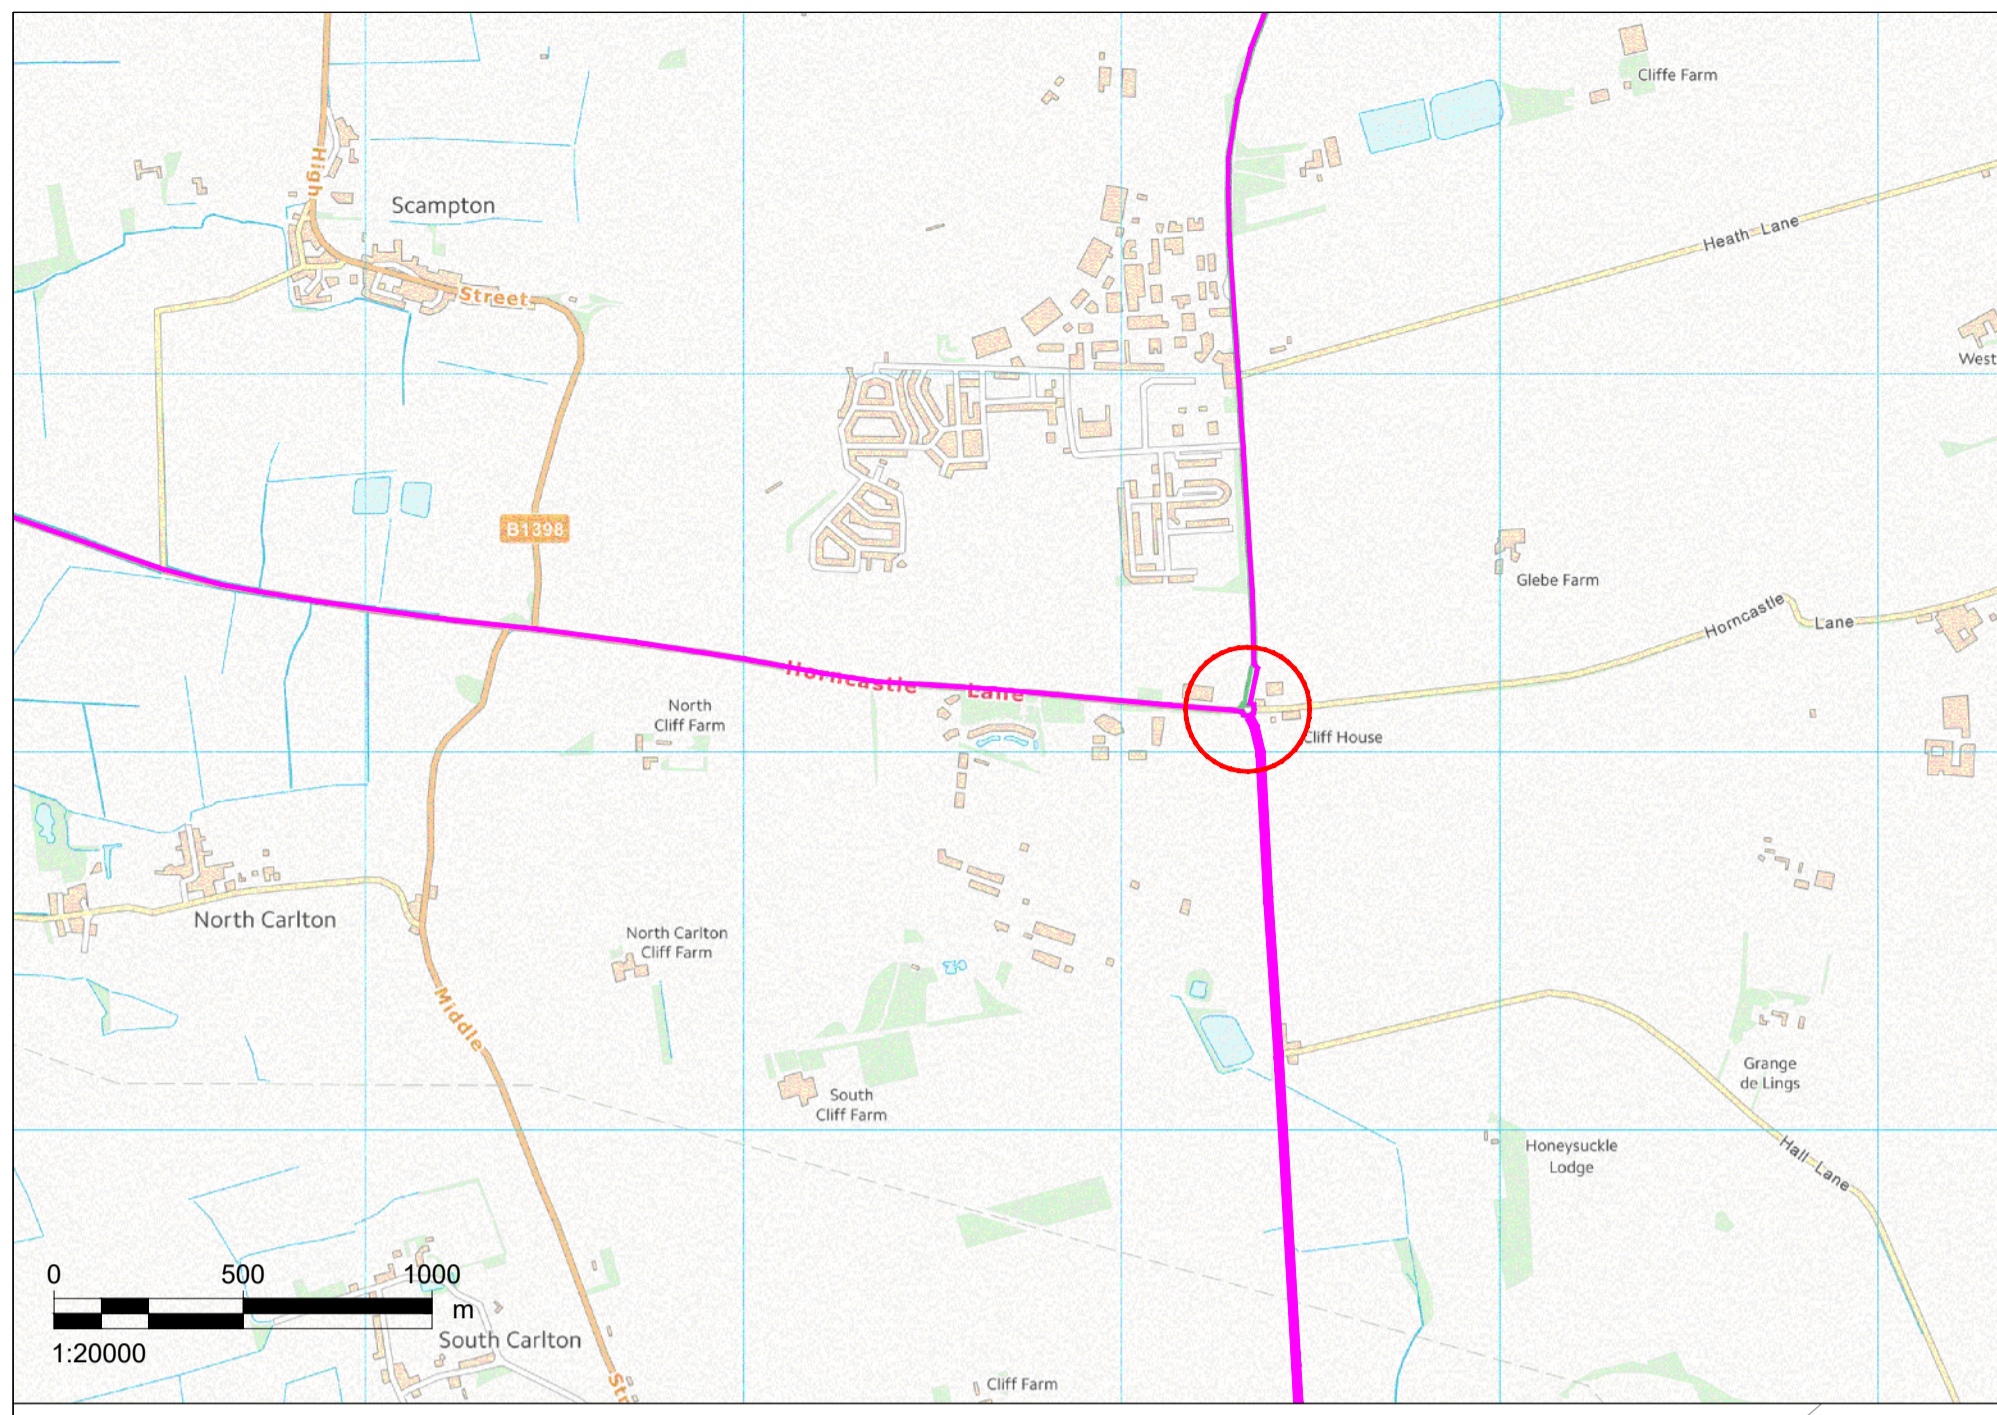 Cliffe Farm
High
Scampton
Heath Lane
Street
West
B1398
Glebe Farm
Horncastle
Lane
Horncastle Lane
North
Cliff Farm
Cliff House
North Carlton
North Carlton
Cliff Farm
Middle
Grange
de Lings
South
Cliff Farm
Honeysuckle
Lodge
Hall Lane
0 500 1000
m
South Carlton
1:20000
Str
Cliff Farm